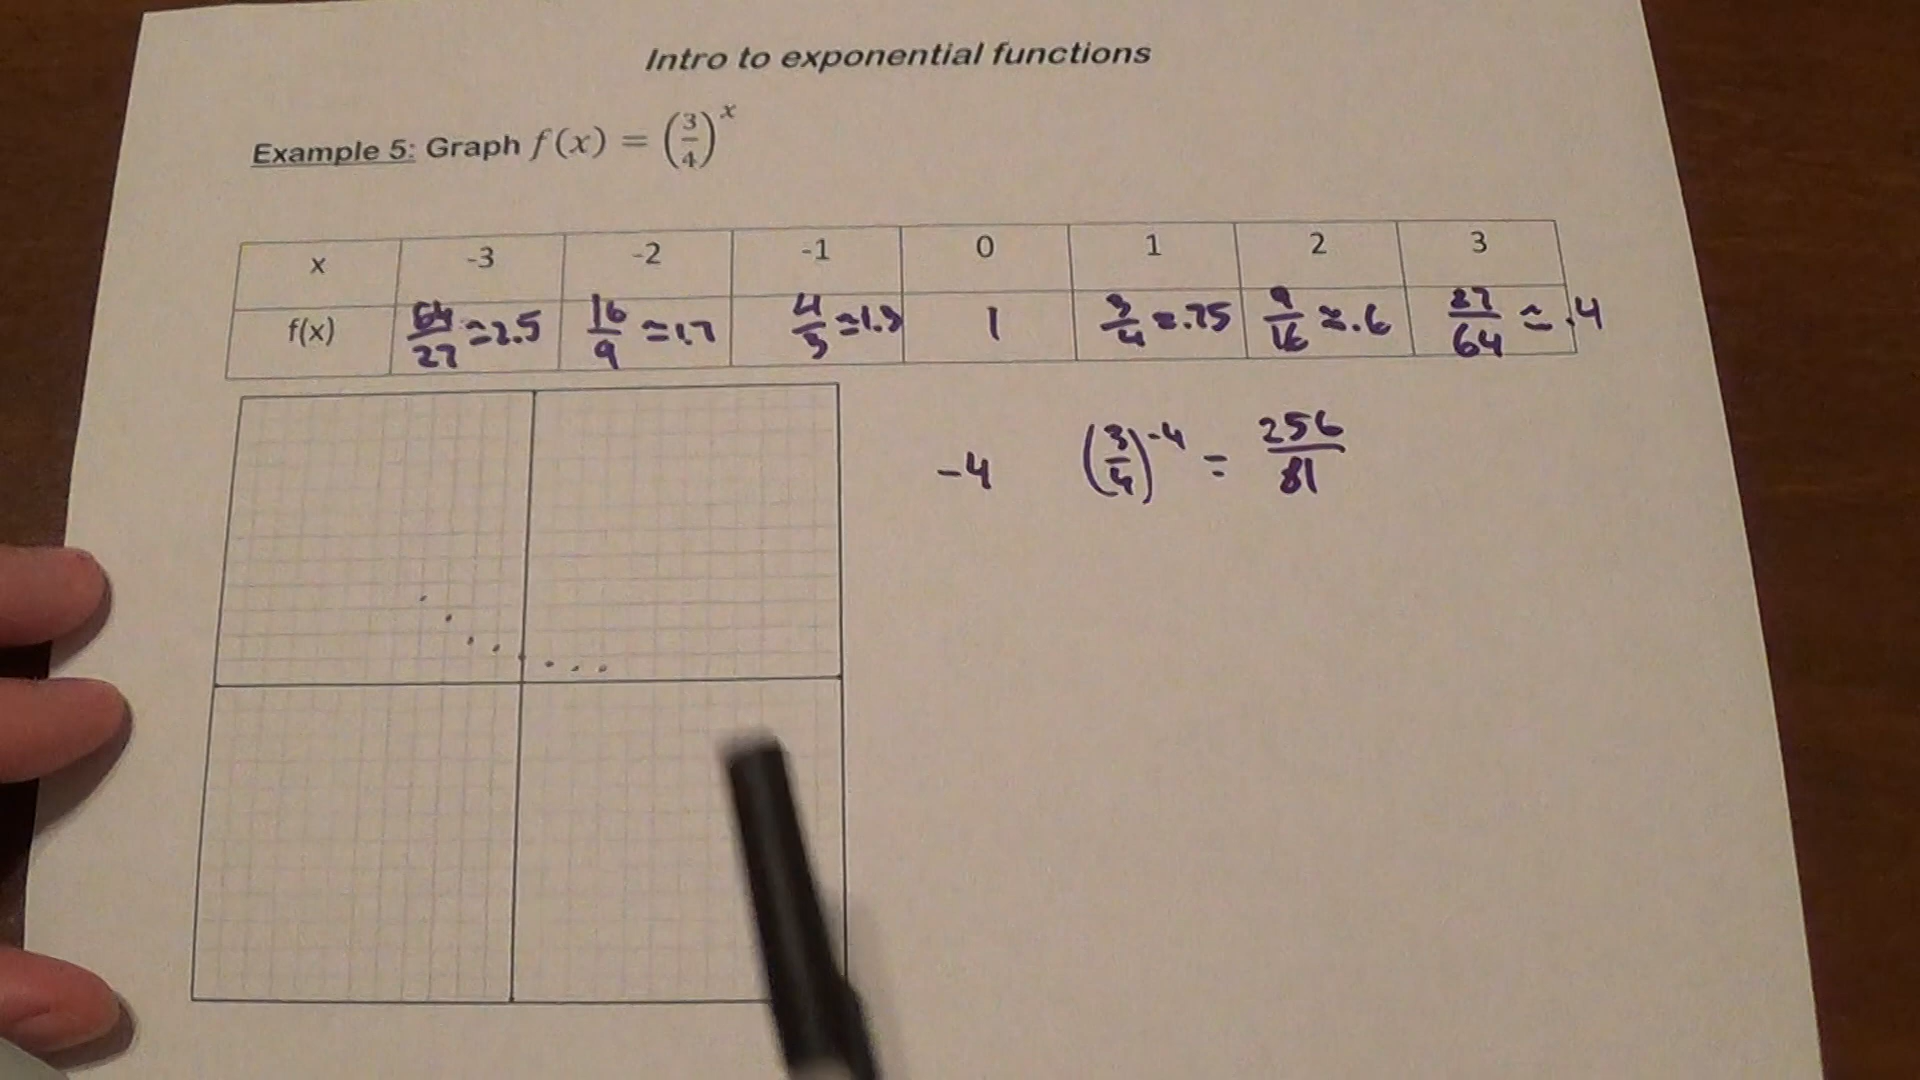 Intro to exponential functions
Example 5: Graph f(x) = (3/4)^x
x -3 -2 -1 0 1 2 3
f(x) 64/27 ≈2.5 16/9 ≈1.7 4/3 ≈1.3 1 3/4 ≈.75 9/16 ≈.6 27/64 ≈.4
-4 (3/4)^-4 = 256/81